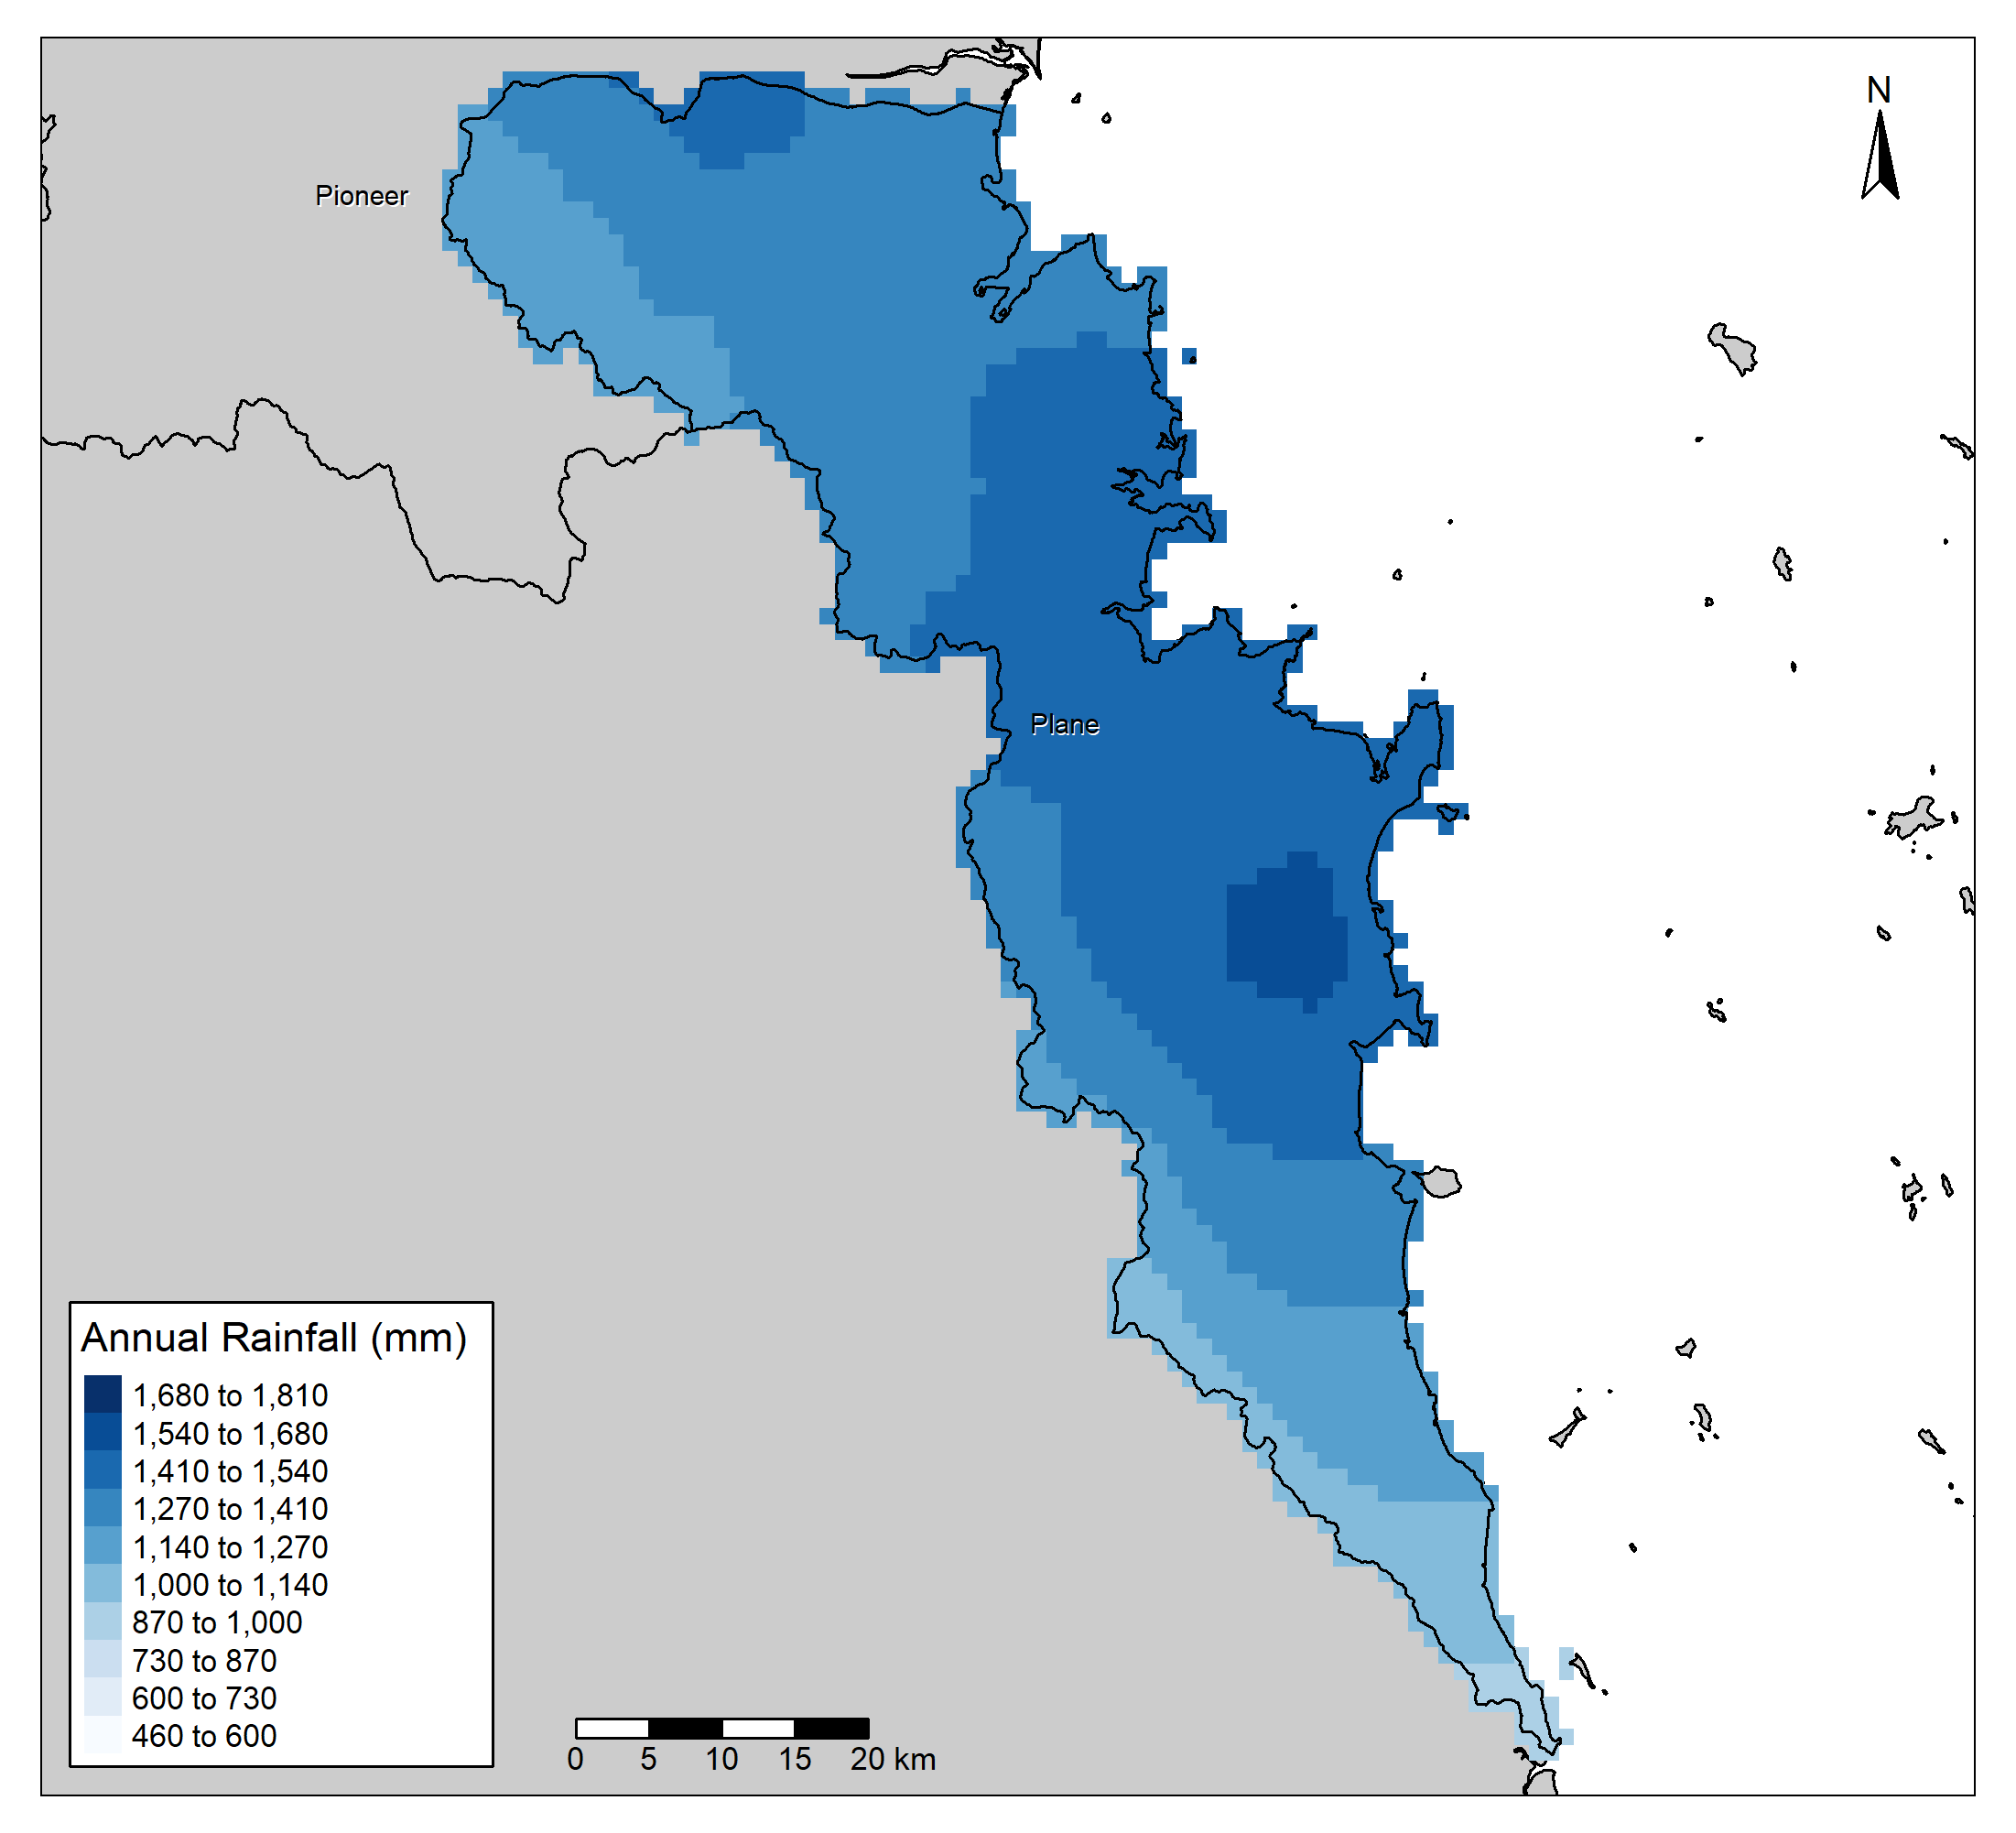 N
Pioneer
Plane
Annual Rainfall (mm)
1,680 to 1,810
1,540 to 1,680
1,410 to 1,540
1,270 to 1,410
1,140 to 1,270
1,000 to 1,140
870 to 1,000
730 to 870
600 to 730
460 to 600
0 5 10 15 20 km